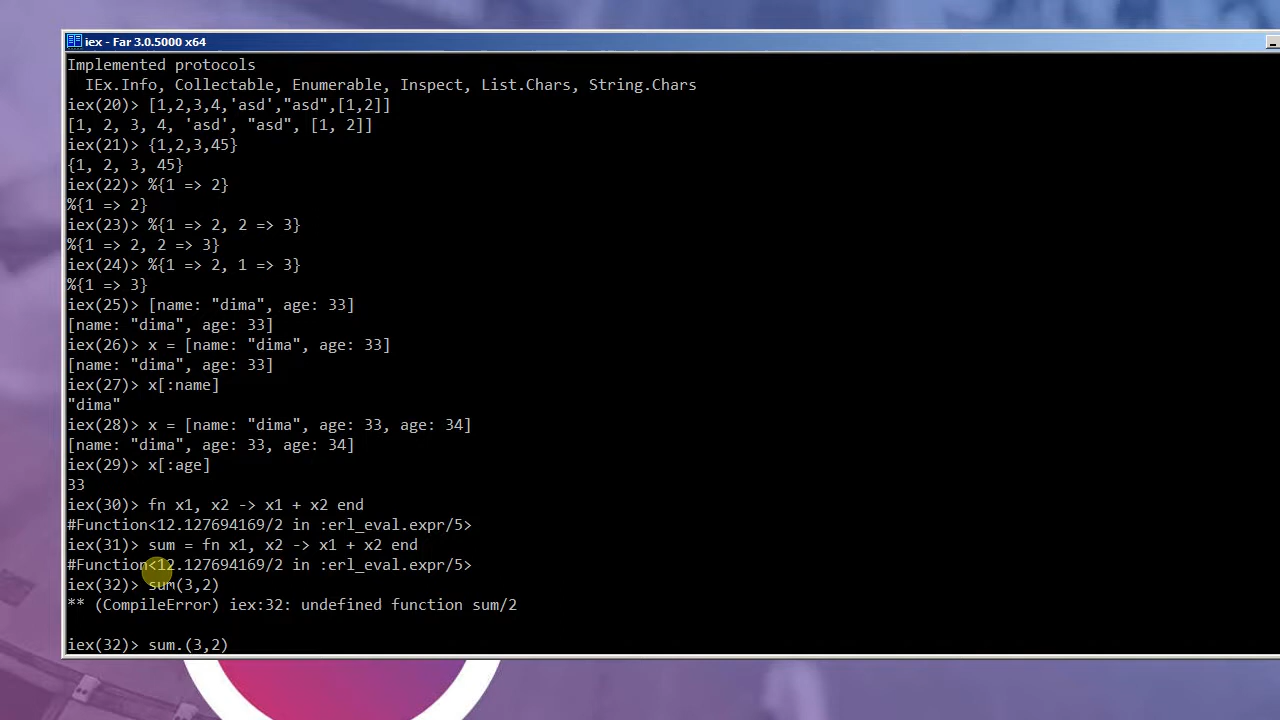 iex - Far 3.0.5000 x64
Implemented protocols
  IEx.Info, Collectable, Enumerable, Inspect, List.Chars, String.Chars
iex(20)> [1,2,3,4,'asd',"asd",[1,2]]
[1, 2, 3, 4, 'asd', "asd", [1, 2]]
iex(21)> {1,2,3,45}
{1, 2, 3, 45}
iex(22)> %{1 => 2}
%{1 => 2}
iex(23)> %{1 => 2, 2 => 3}
%{1 => 2, 2 => 3}
iex(24)> %{1 => 2, 1 => 3}
%{1 => 3}
iex(25)> [name: "dima", age: 33]
[name: "dima", age: 33]
iex(26)> x = [name: "dima", age: 33]
[name: "dima", age: 33]
iex(27)> x[:name]
"dima"
iex(28)> x = [name: "dima", age: 33, age: 34]
[name: "dima", age: 33, age: 34]
iex(29)> x[:age]
33
iex(30)> fn x1, x2 -> x1 + x2 end
#Function<12.127694169/2 in :erl_eval.expr/5>
iex(31)> sum = fn x1, x2 -> x1 + x2 end
#Function<12.127694169/2 in :erl_eval.expr/5>
iex(32)> sum(3,2)
** (CompileError) iex:32: undefined function sum/2
iex(32)> sum.(3,2)